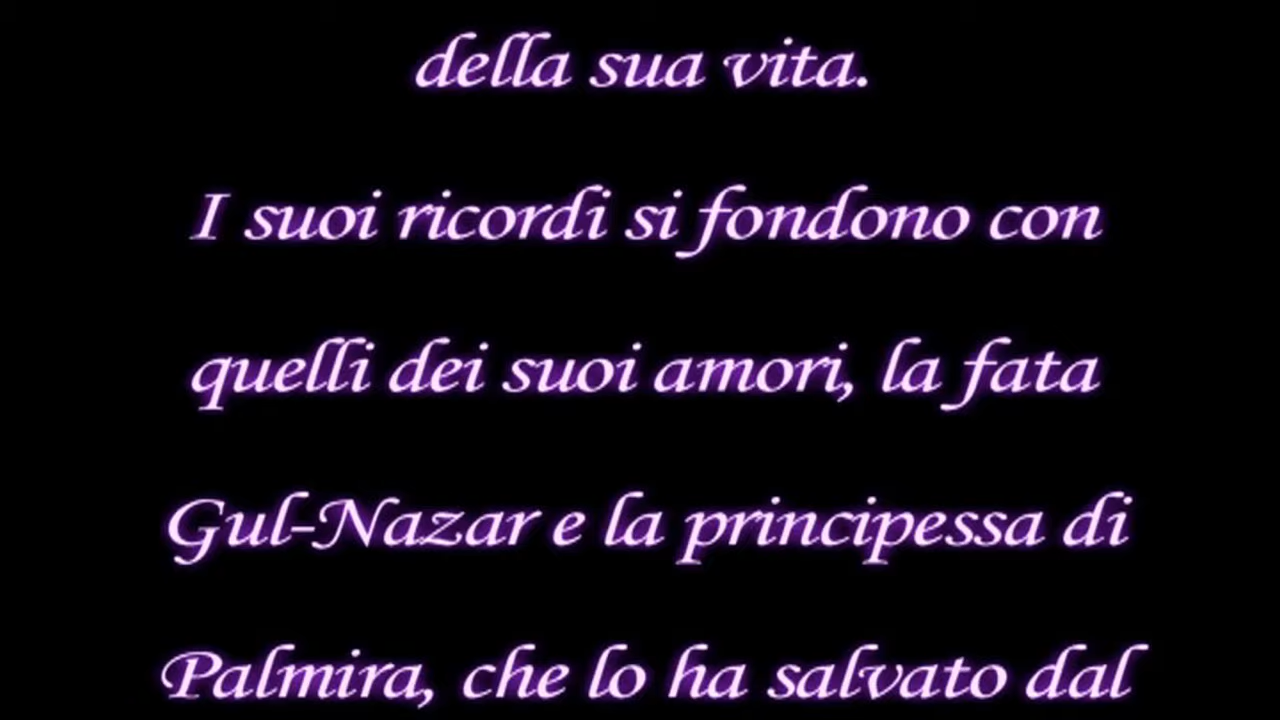 della sua vita.
I suoi ricordi si fondono con
quelli dei suoi amori, la fata
Gul-Nazar e la principessa di
Palmira, che lo ha salvato dal